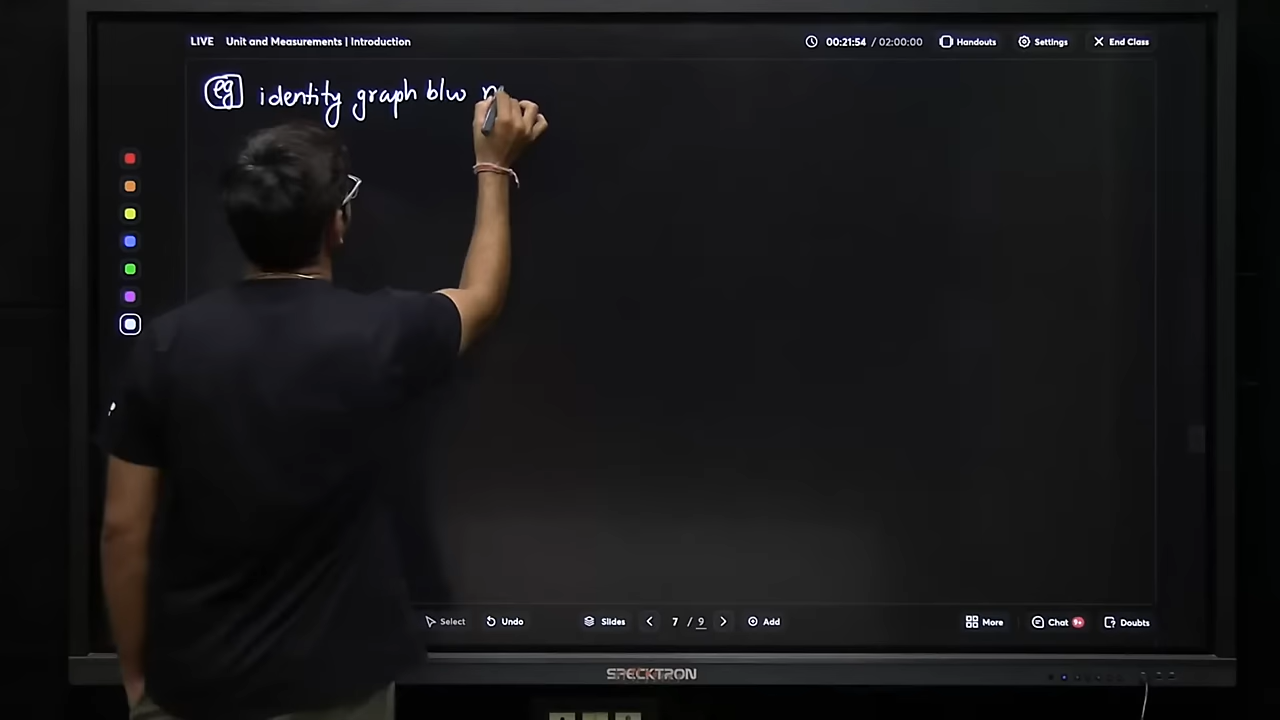 LIVE Unit and Measurements | Introduction 00:21:54 / 02:00:00 Handouts Settings End Class
eg identity graph b/w n
Select Undo Slides 7 / 9 Add More Chat 9+ Doubts
SPECKTRON